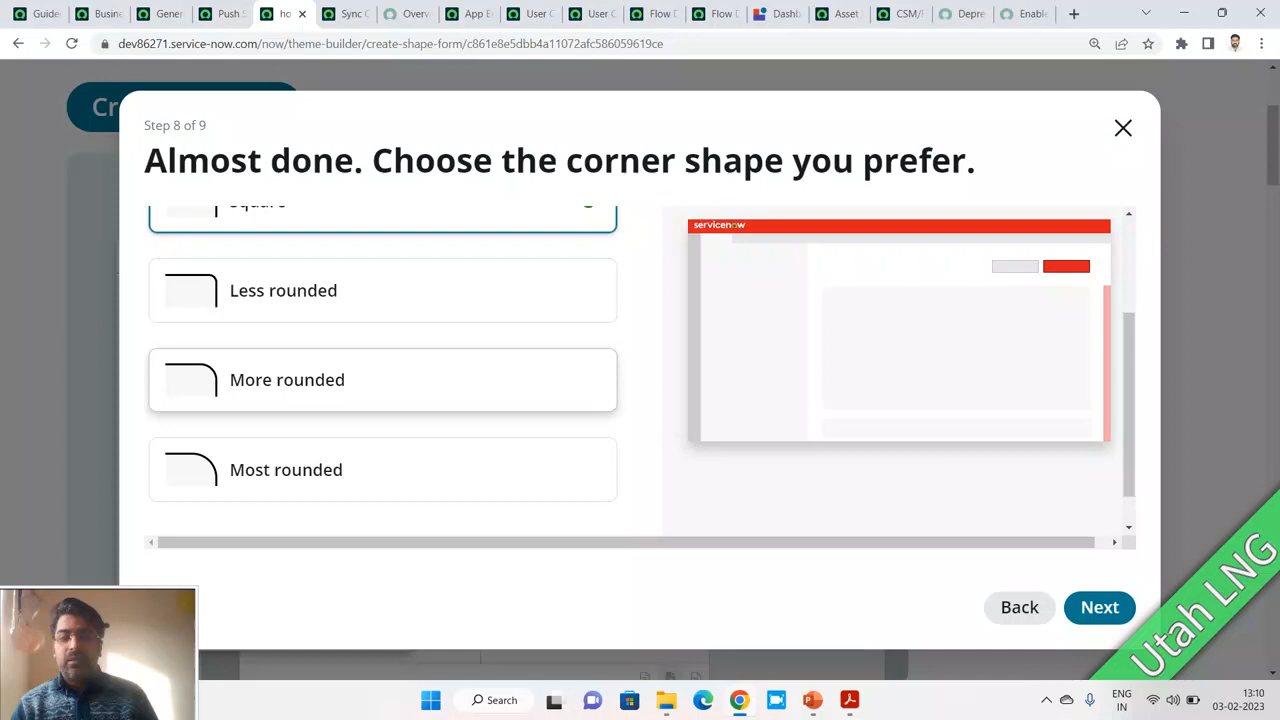 Guide
Busin
Gener
Push S
ho
Sync C
Overv
App E
User C
User C
Flow D
Flow D
Dashb
Asset
CSM/F
Depre
Enable
dev86271.service-now.com/now/theme-builder/create-shape-form/c861e8e5dbb4a11072afc586059619ce
Cr
Step 8 of 9
Almost done. Choose the corner shape you prefer.
Square
servicenow
Less rounded
More rounded
Most rounded
Back
Next
Utah LNG
Search
ENG
IN
13:10
03-02-2023